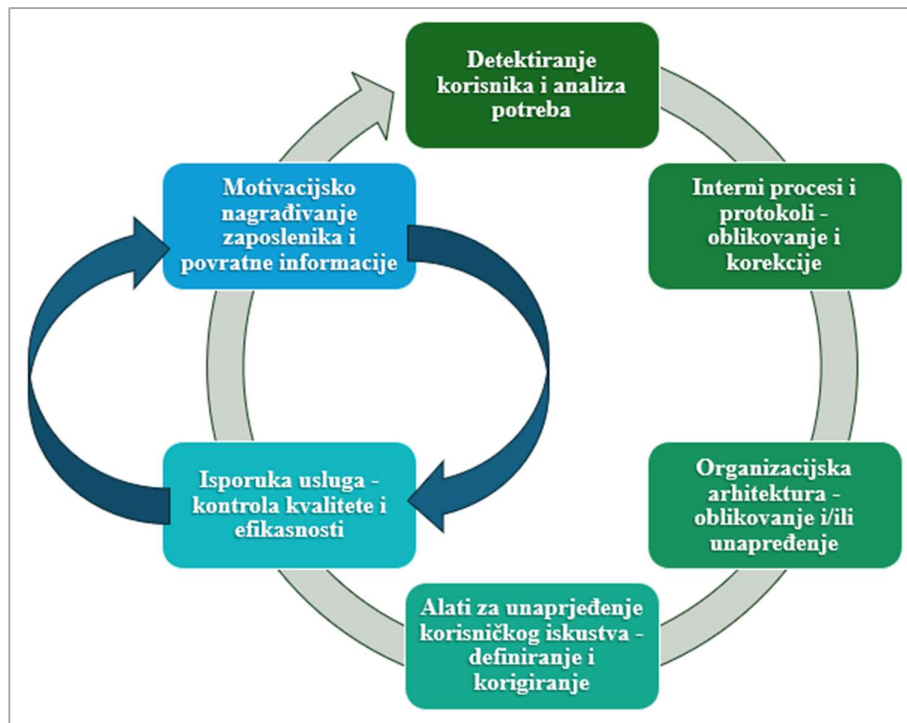 Detektiranje
korisnika i analiza
potreba
Interni procesi i
protokoli -
oblikovanje i
korekcije
Organizacijska
arhitektura -
oblikovanje i/ili
unapređenje
Alati za unaprjeđenje
korisničkog iskustva -
definiranje i
korigiranje
Isporuka usluga -
kontrola kvalitete i
efikasnosti
Motivacijsko
nagrađivanje
zaposlenika i
povratne informacije